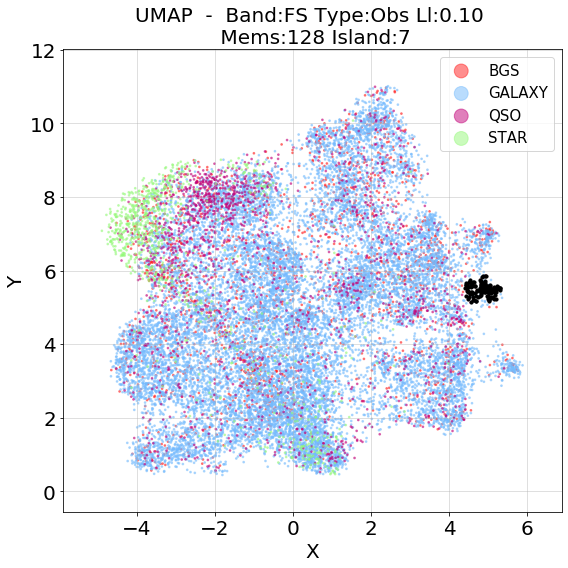 UMAP  -  Band:FS Type:Obs Ll:0.10
Mems:128 Island:7
12
10
8
6
4
2
0
Y
−4
−2
0
2
4
6
X
BGS
GALAXY
QSO
STAR